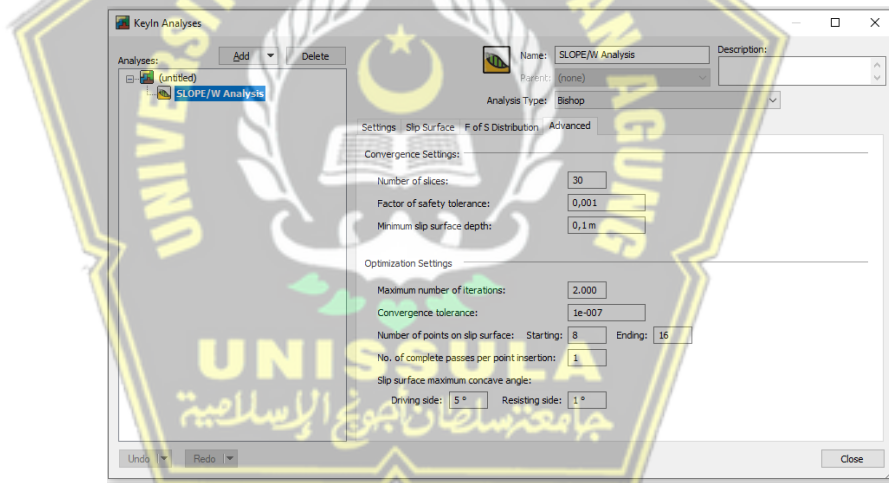 KeyIn Analyses
Analyses:
Add
Delete
Name: SLOPE/W Analysis
Description:
Parent: (none)
Analysis Type: Bishop
(untitled)
SLOPE/W Analysis
Settings Slip Surface F of S Distribution Advanced
Convergence Settings:
Number of slices: 30
Factor of safety tolerance: 0,001
Minimum slip surface depth: 0,1 m
Optimization Settings
Maximum number of iterations: 2.000
Convergence tolerance: 1e-007
Number of points on slip surface: Starting: 8 Ending: 16
No. of complete passes per point insertion: 1
Slip surface maximum concave angle:
Driving side: 5 ° Resisting side: 1 °
Undo Redo Close
UNISSULA
جامعة سلطان أجونج الإسلامية
AGUNG